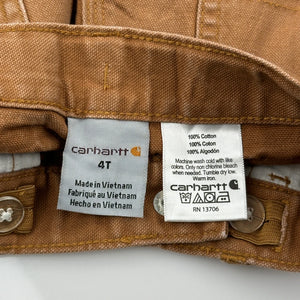 carhartt
4T
Made in Vietnam
Fabriqué au Vietnam
Hecho en Vietnam
100% Cotton
100% Coton
100% Algodón
Machine wash cold with like
colors. Only non chlorine bleach
when needed. Tumble dry low.
Warm iron.
carhartt
RN 13706